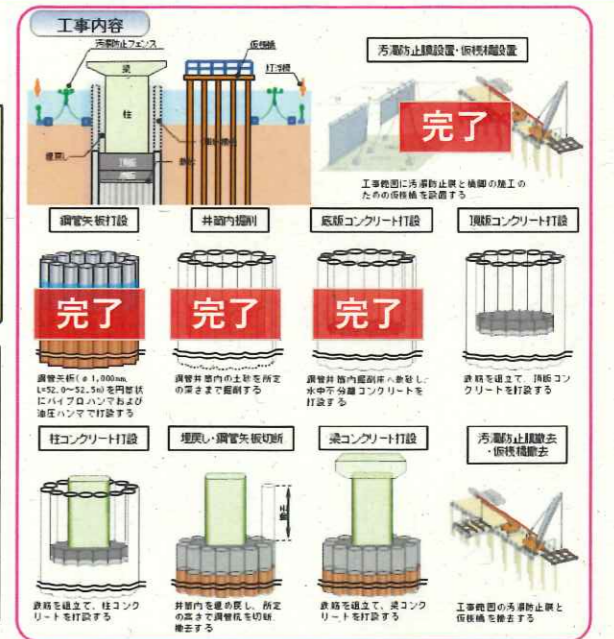 工事内容
汚濁防止フェンス
仮桟橋
打浮標
梁
柱
埋戻し
汚濁防止膜設置・仮桟橋設置
完了
工事範囲に汚濁防止膜と橋脚の施工の
ための仮桟橋を設置する
鋼管矢板打設
井筒内掘削
底版コンクリート打設
頂版コンクリート打設
完了
完了
完了
鋼管矢板(φ1,000mm,
L=52.0~52.5m)を円筒状
にバイブロハンマおよび
油圧ハンマで打設する
鋼管井筒内の土砂を所定
の深さまで掘削する
鋼管井筒内掘削床へ敷砂し、
水中不分離コンクリートを
打設する
鉄筋を組立て、頂版コン
クリートを打設する
柱コンクリート打設
埋戻し・鋼管矢板切断
梁コンクリート打設
汚濁防止膜撤去
・仮桟橋撤去
鉄筋を組立て、柱コンク
リートを打設する
井筒内を埋め戻し、所定
の高さまで鋼管杭を切断、
撤去する
鉄筋を組立て、梁コンク
リートを打設する
工事範囲の汚濁防止膜と
仮桟橋を撤去する